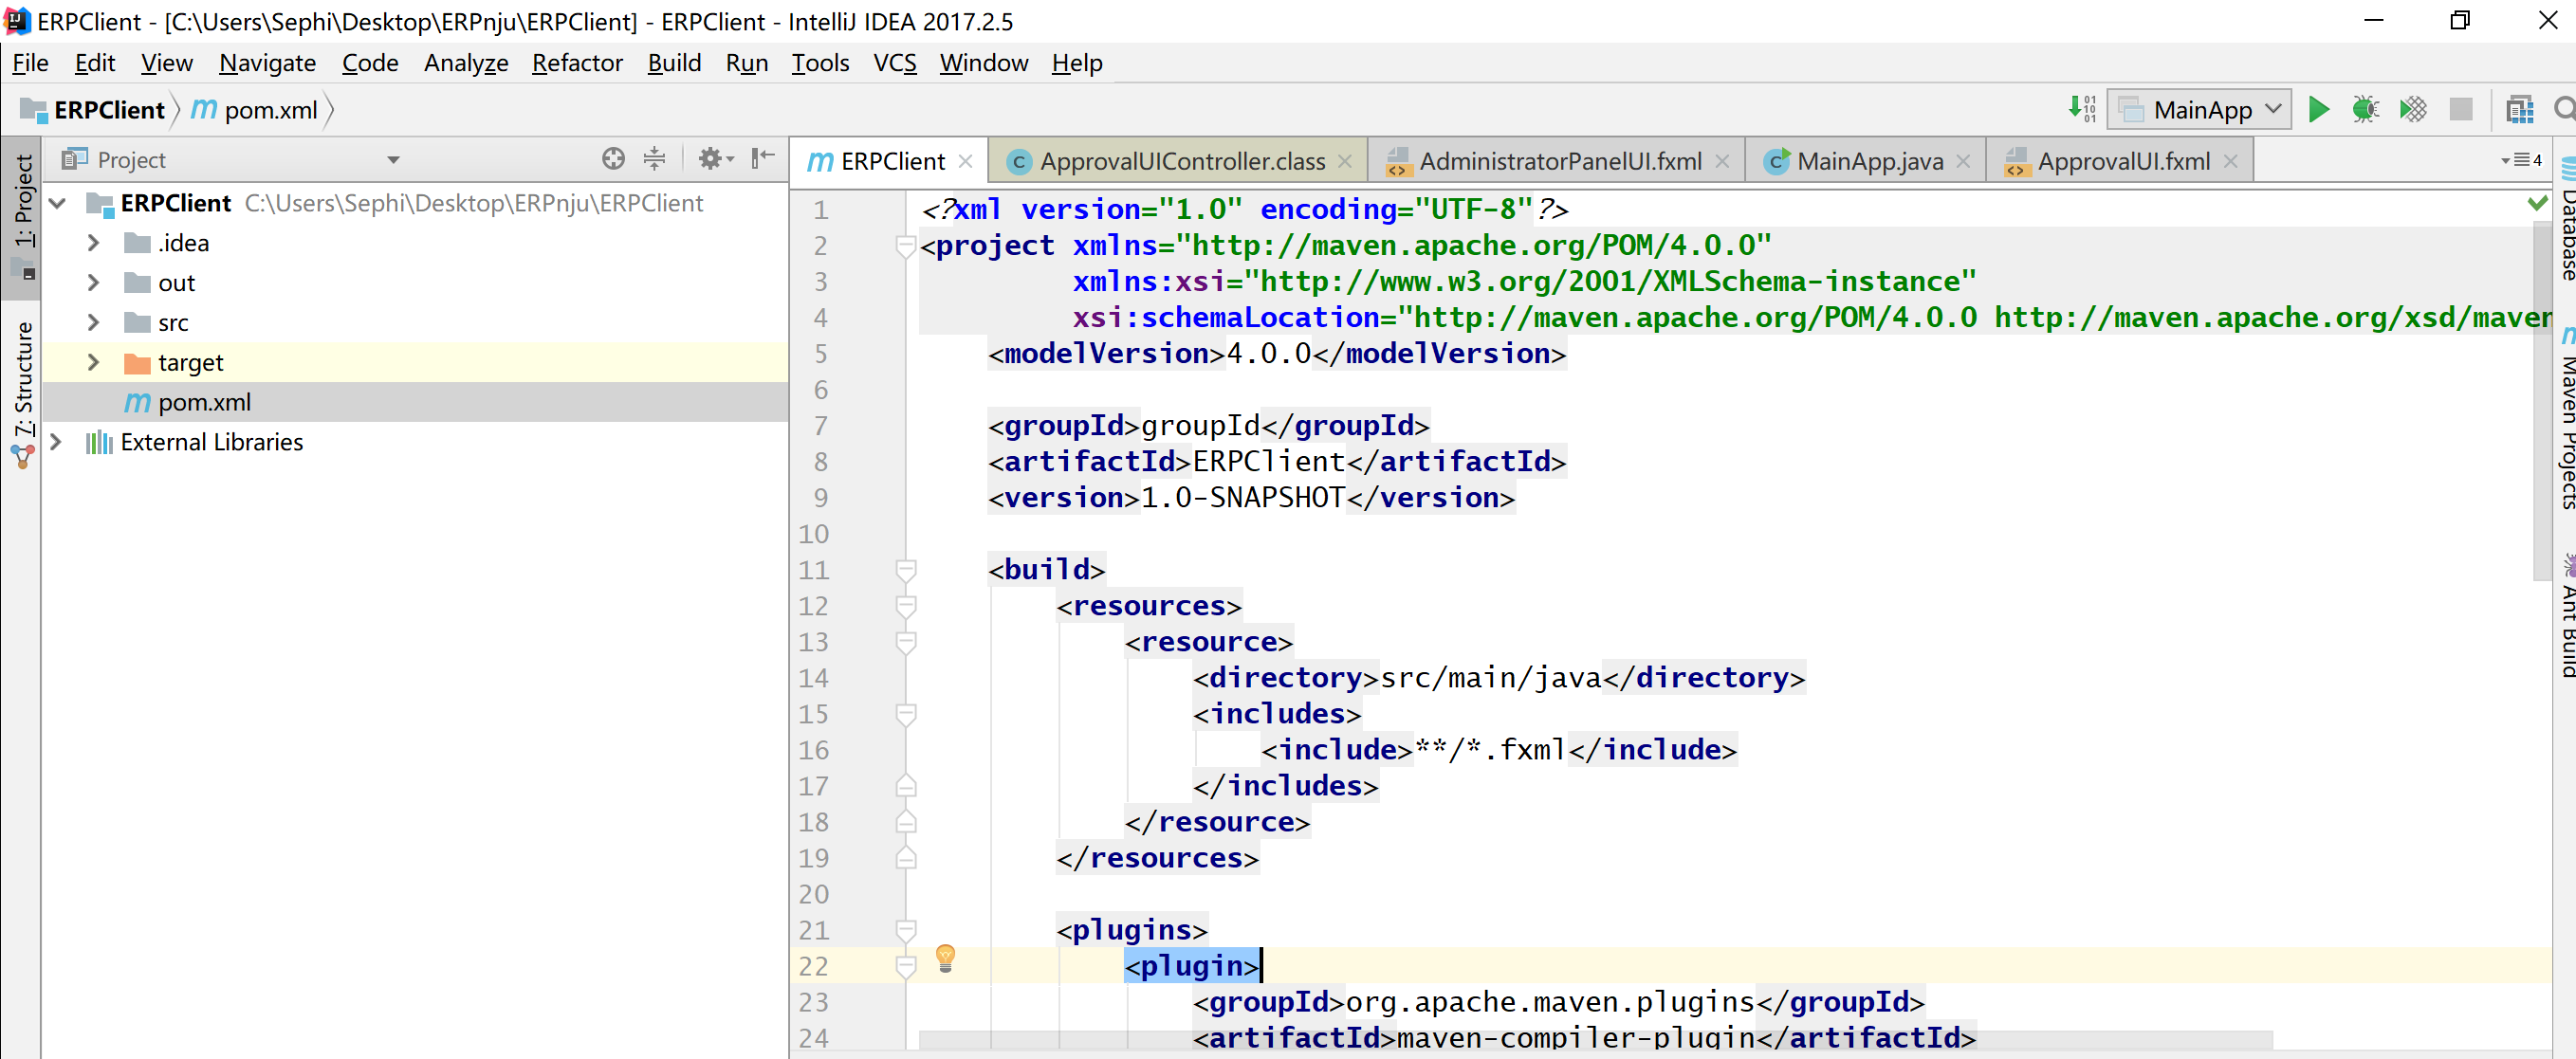 ERPClient - [C:\Users\Sephi\Desktop\ERPnju\ERPClient] - ERPClient - IntelliJ IDEA 2017.2.5
File Edit View Navigate Code Analyze Refactor Build Run Tools VCS Window Help
ERPClient pom.xml MainApp
Project
ERPClient ApprovalUIController.class AdministratorPanelUI.fxml MainApp.java ApprovalUI.fxml 4
1: Project
7: Structure
ERPClient C:\Users\Sephi\Desktop\ERPnju\ERPClient
.idea
out
src
target
pom.xml
External Libraries
1 <?xml version="1.0" encoding="UTF-8"?>
2 <project xmlns="http://maven.apache.org/POM/4.0.0"
3 xmlns:xsi="http://www.w3.org/2001/XMLSchema-instance"
4 xsi:schemaLocation="http://maven.apache.org/POM/4.0.0 http://maven.apache.org/xsd/maven
5 <modelVersion>4.0.0</modelVersion>
6
7 <groupId>groupId</groupId>
8 <artifactId>ERPClient</artifactId>
9 <version>1.0-SNAPSHOT</version>
10
11 <build>
12 <resources>
13 <resource>
14 <directory>src/main/java</directory>
15 <includes>
16 <include>**/*.fxml</include>
17 </includes>
18 </resource>
19 </resources>
20
21 <plugins>
22 <plugin>
23 <groupId>org.apache.maven.plugins</groupId>
24 <artifactId>maven-compiler-plugin</artifactId>
Database
Maven Projects
Ant Build